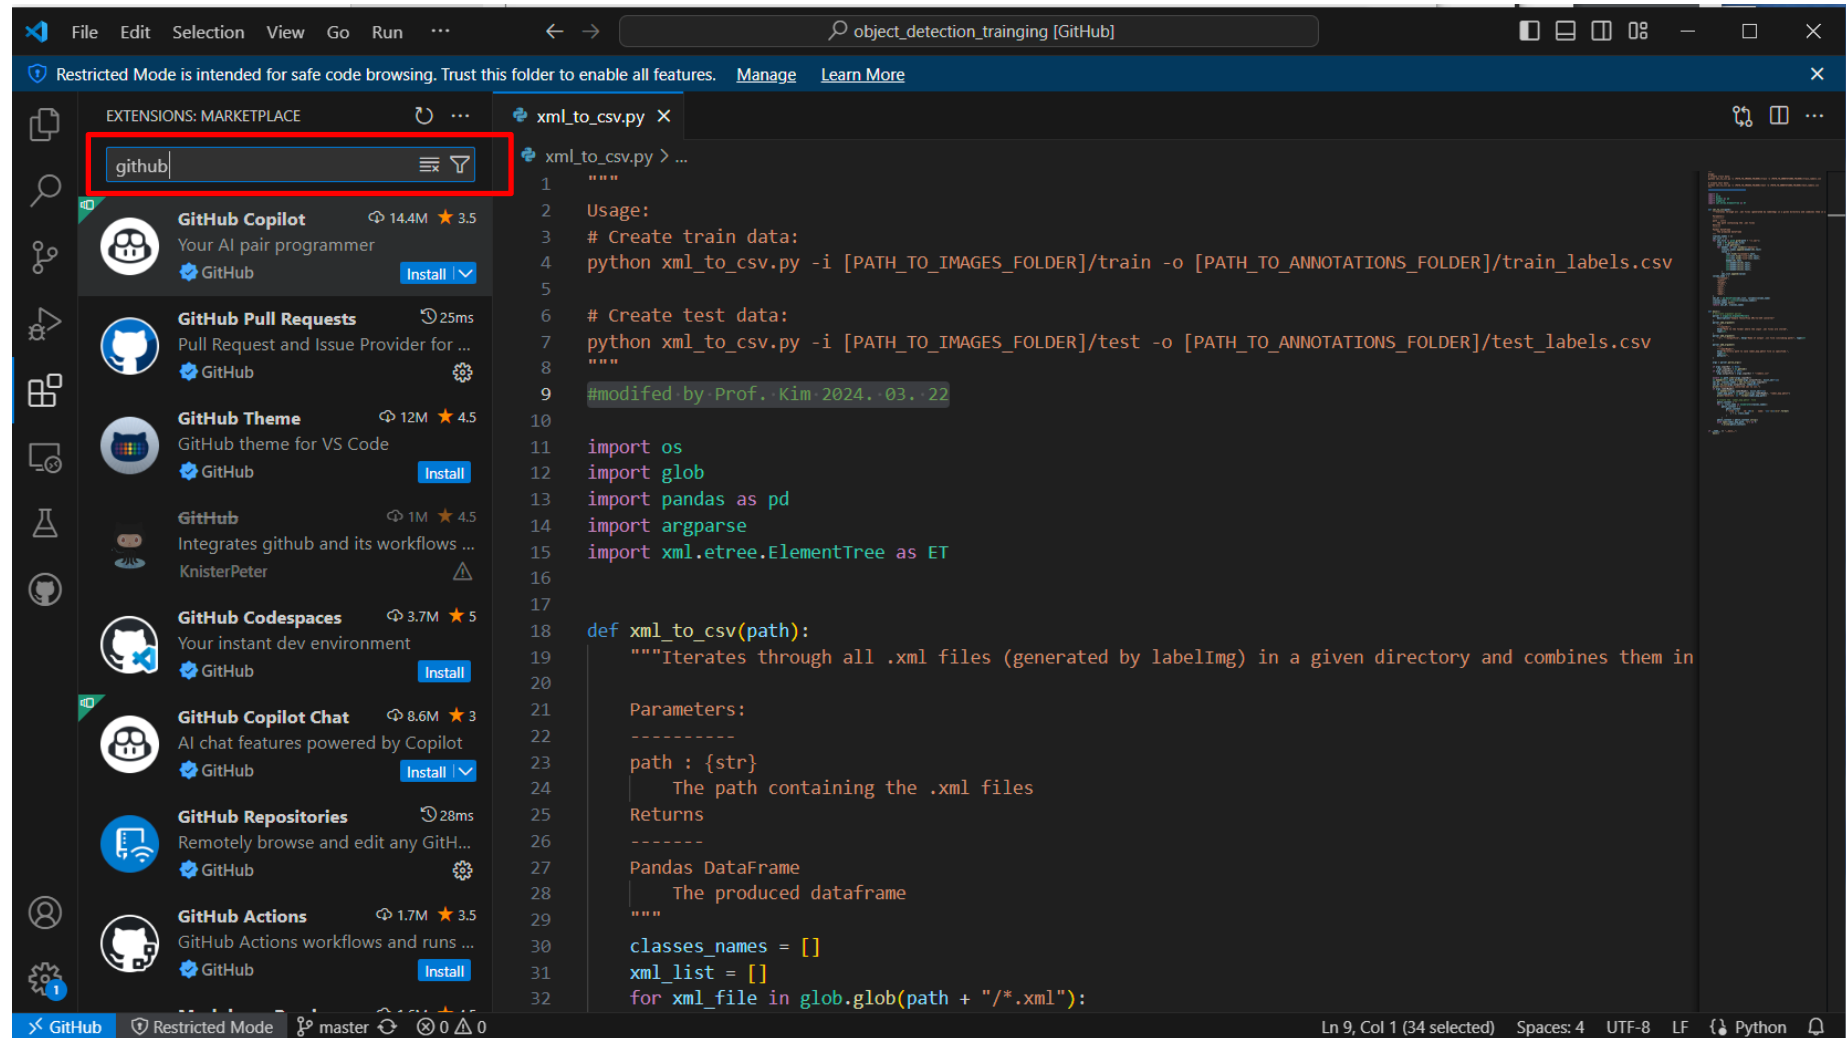 File Edit Selection View Go Run ···
object_detection_trainging [GitHub]
Restricted Mode is intended for safe code browsing. Trust this folder to enable all features. Manage Learn More
EXTENSIONS: MARKETPLACE
github
GitHub Copilot 14.4M ★ 3.5
Your AI pair programmer
GitHub Install
GitHub Pull Requests 25ms
Pull Request and Issue Provider for ...
GitHub
GitHub Theme 12M ★ 4.5
GitHub theme for VS Code
GitHub Install
GitHub 1M ★ 4.5
Integrates github and its workflows ...
KnisterPeter
GitHub Codespaces 3.7M ★ 5
Your instant dev environment
GitHub Install
GitHub Copilot Chat 8.6M ★ 3
AI chat features powered by Copilot
GitHub Install
GitHub Repositories 28ms
Remotely browse and edit any GitH...
GitHub
GitHub Actions 1.7M ★ 3.5
GitHub Actions workflows and runs ...
GitHub Install
xml_to_csv.py
xml_to_csv.py > ...
1 """
2 Usage:
3 # Create train data:
4 python xml_to_csv.py -i [PATH_TO_IMAGES_FOLDER]/train -o [PATH_TO_ANNOTATIONS_FOLDER]/train_labels.csv
5
6 # Create test data:
7 python xml_to_csv.py -i [PATH_TO_IMAGES_FOLDER]/test -o [PATH_TO_ANNOTATIONS_FOLDER]/test_labels.csv
8 """
9 #modifed·by·Prof.·Kim·2024.·03.·22
10
11 import os
12 import glob
13 import pandas as pd
14 import argparse
15 import xml.etree.ElementTree as ET
16
17
18 def xml_to_csv(path):
19 """Iterates through all .xml files (generated by labelImg) in a given directory and combines them in
20
21 Parameters:
22 ----------
23 path : {str}
24 The path containing the .xml files
25 Returns
26 -------
27 Pandas DataFrame
28 The produced dataframe
29 """
30 classes_names = []
31 xml_list = []
32 for xml_file in glob.glob(path + "/*.xml"):
1
GitHub Restricted Mode master 0 0
Ln 9, Col 1 (34 selected) Spaces: 4 UTF-8 LF Python